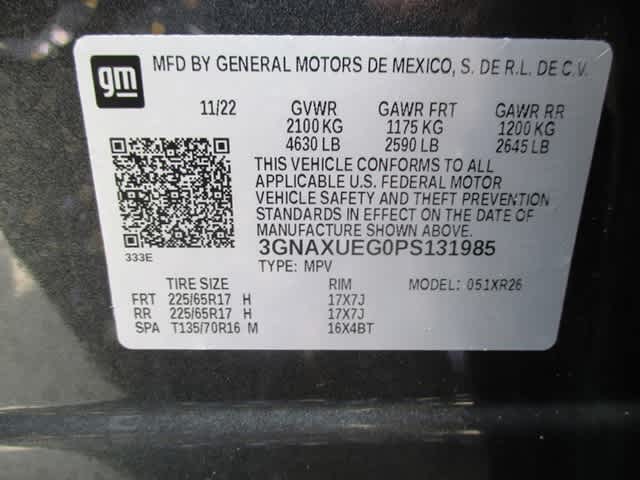 gm
MFD BY GENERAL MOTORS DE MEXICO, S. DE R.L. DE C.V.
11/22 GVWR GAWR FRT GAWR RR
2100 KG 1175 KG 1200 KG
4630 LB 2590 LB 2645 LB
THIS VEHICLE CONFORMS TO ALL
APPLICABLE U.S. FEDERAL MOTOR
VEHICLE SAFETY AND THEFT PREVENTION
STANDARDS IN EFFECT ON THE DATE OF
MANUFACTURE SHOWN ABOVE.
333E
3GNAXUEG0PS131985
TYPE: MPV MODEL: 051XR26
TIRE SIZE RIM
FRT 225/65R17 H 17X7J
RR 225/65R17 H 17X7J
SPA T135/70R16 M 16X4BT